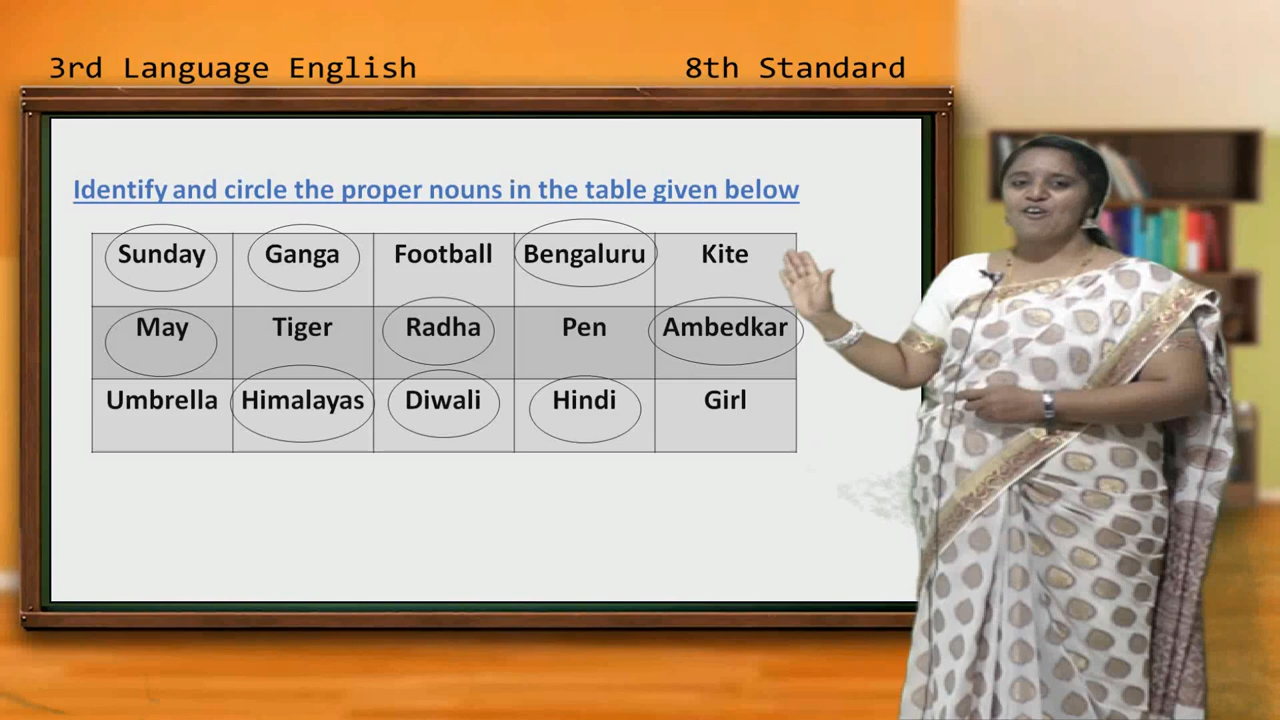 3rd Language English 8th Standard
Identify and circle the proper nouns in the table given below
Sunday Ganga Football Bengaluru Kite
May Tiger Radha Pen Ambedkar
Umbrella Himalayas Diwali Hindi Girl